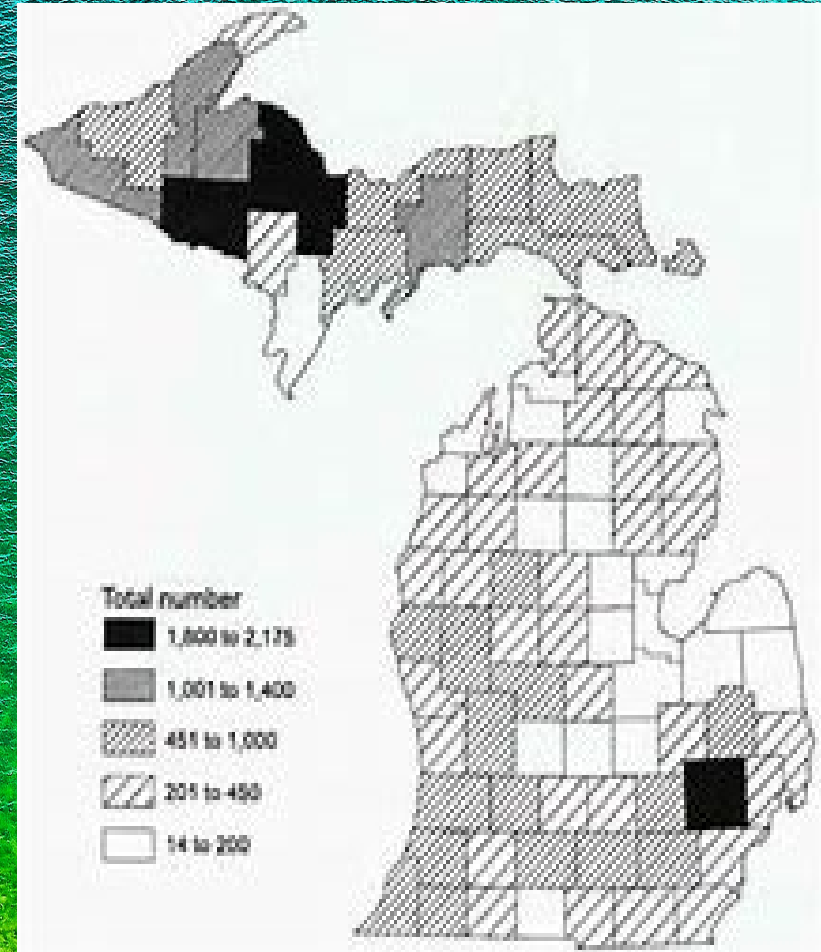 Total number
1,800 to 2,175
1,001 to 1,400
451 to 1,000
201 to 450
14 to 200